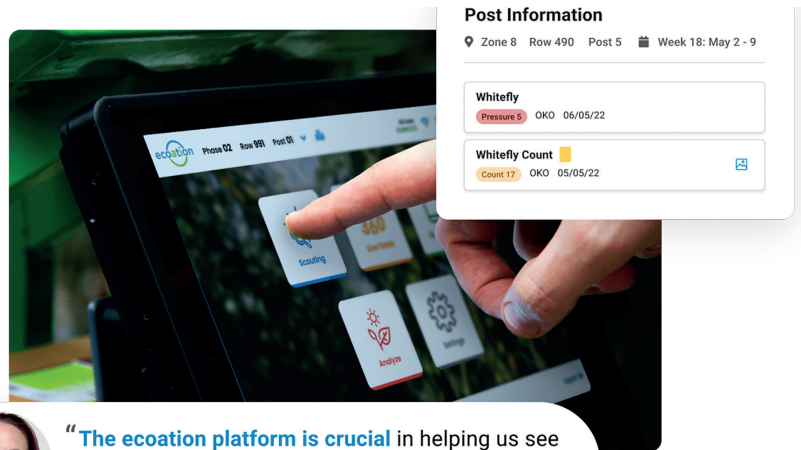 Post Information
Zone 8 Row 490 Post 5 Week 18: May 2 - 9
Whitefly
Pressure 5 OKO 06/05/22
Whitefly Count
Count 17 OKO 05/05/22
ecoation Phase 02 Row 991 Post 01
360
Scouting
Live Feeds
Analyze
Settings
“The ecoation platform is crucial in helping us see